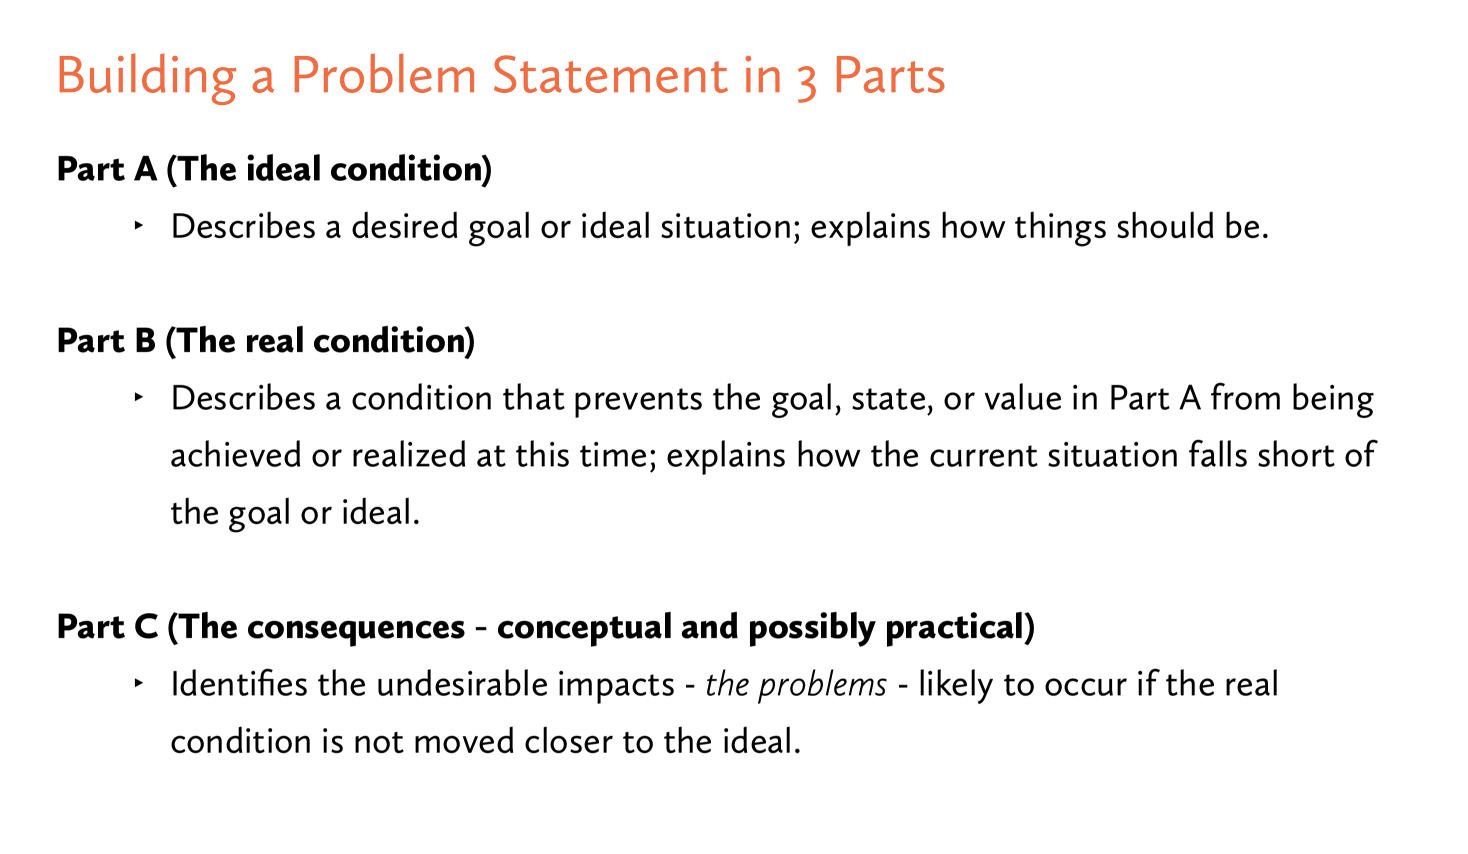 Building a Problem Statement in 3 Parts
Part A (The ideal condition)
‣ Describes a desired goal or ideal situation; explains how things should be.
Part B (The real condition)
‣ Describes a condition that prevents the goal, state, or value in Part A from being
achieved or realized at this time; explains how the current situation falls short of
the goal or ideal.
Part C (The consequences - conceptual and possibly practical)
‣ Identifies the undesirable impacts - the problems - likely to occur if the real
condition is not moved closer to the ideal.